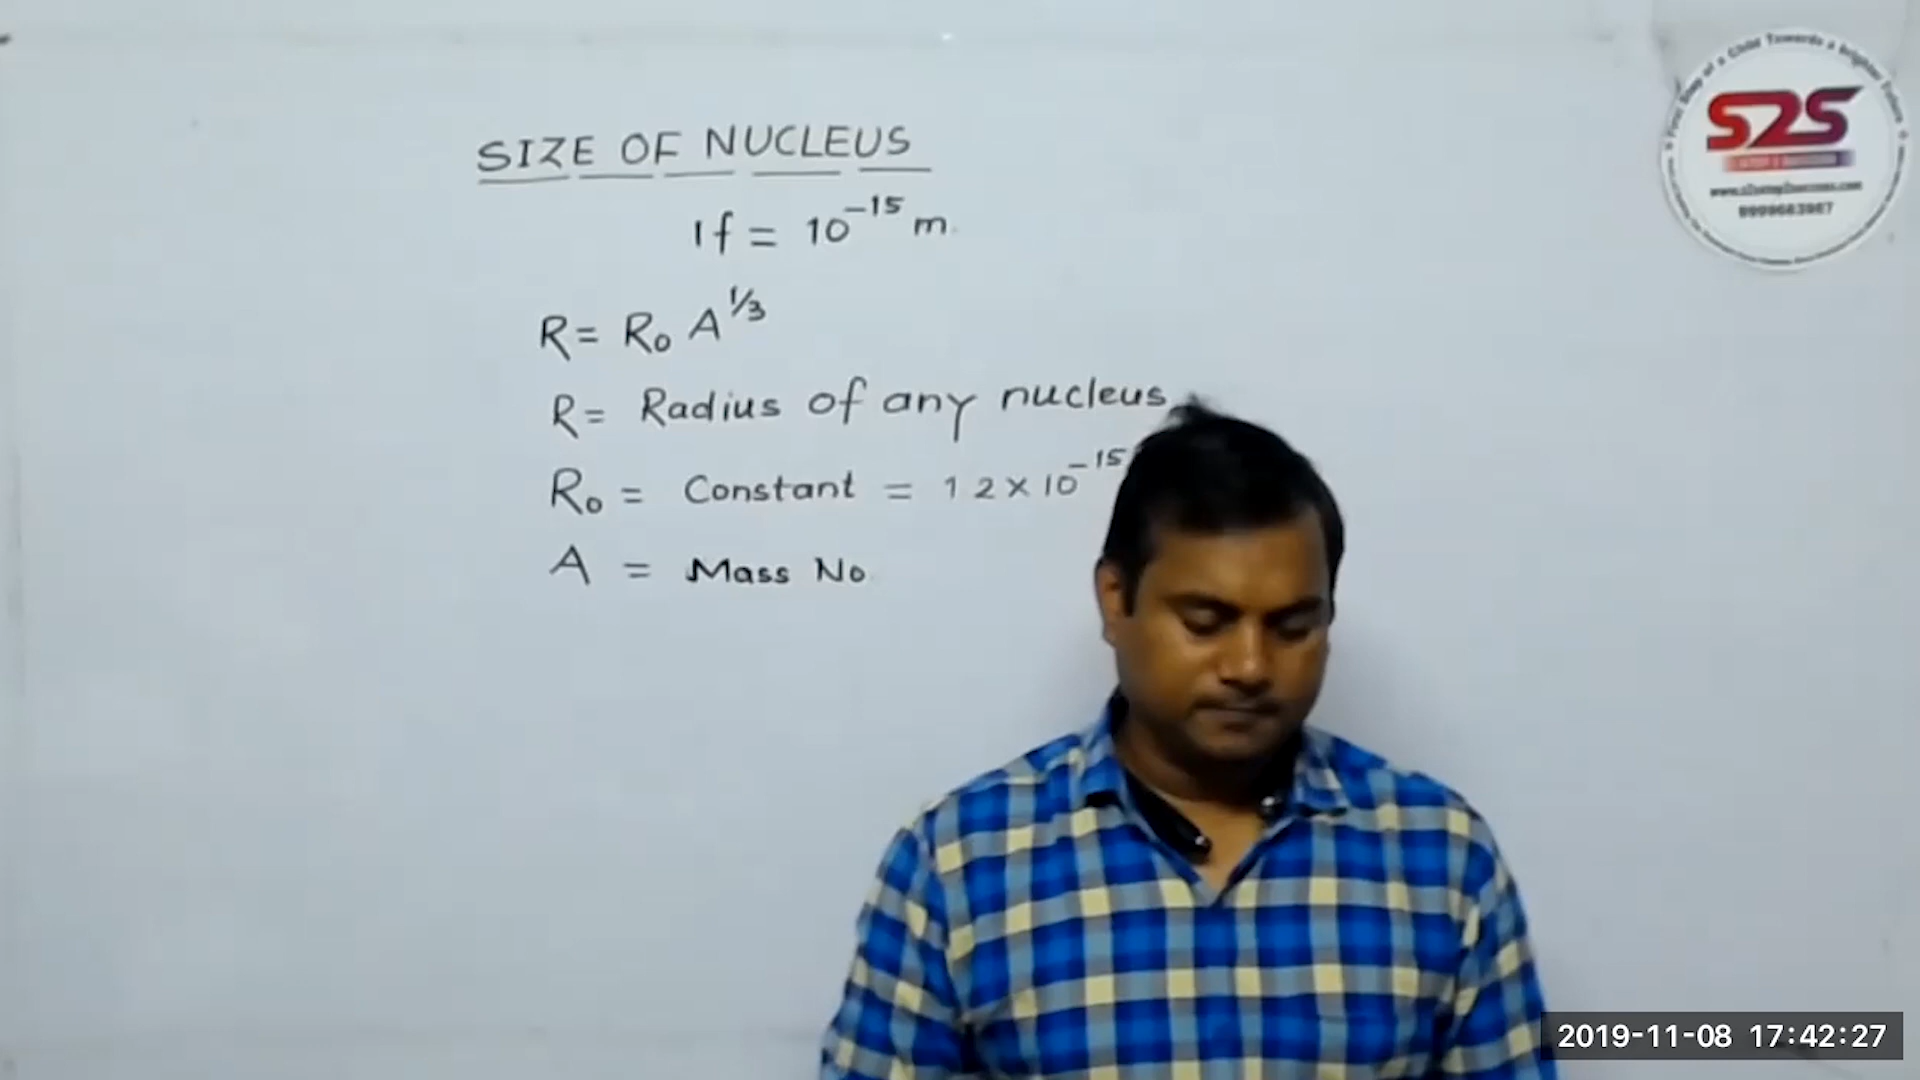 SIZE OF NUCLEUS
1f = 10⁻¹⁵ m
R = R₀ A^⅓
R = Radius of any nucleus
R₀ = Constant = 1 2 × 10⁻¹⁵
A = Mass No
S2S
2019-11-08 17:42:27